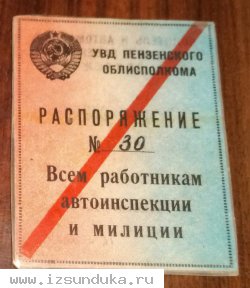 УВД ПЕНЗЕНСКОГО
ОБЛИСПОЛКОМА
РАСПОРЯЖЕНИЕ
№ 30
Всем работникам
автоинспекции
и милиции
www.izsunduka.ru